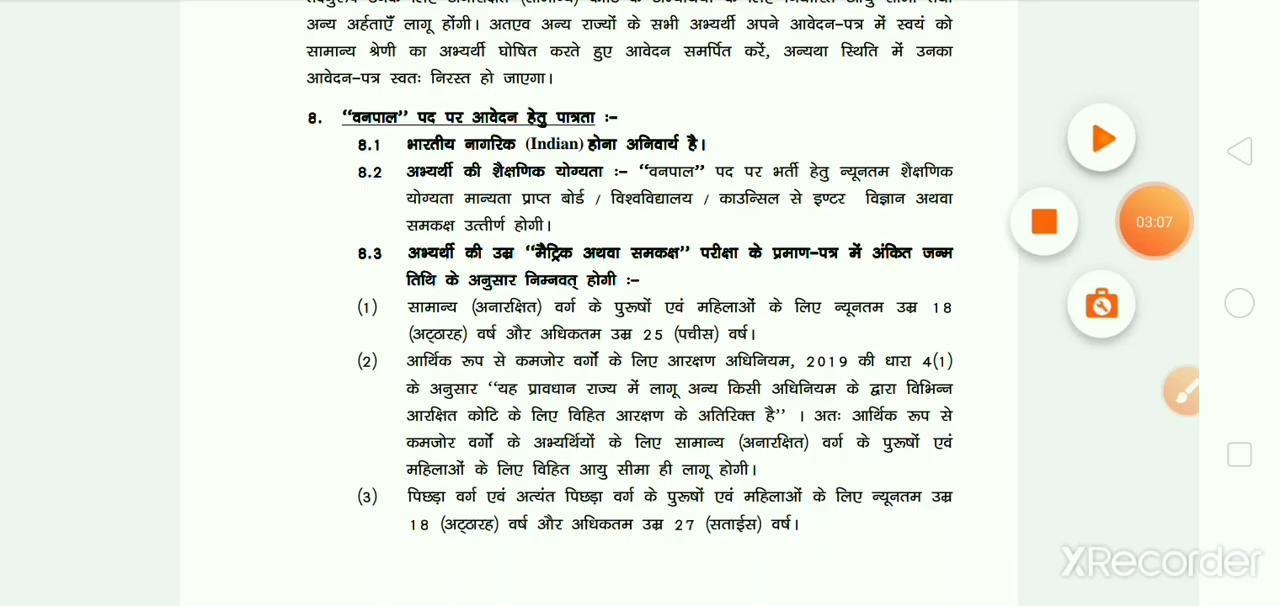 अन्य अर्हताएँ लागू होंगी। अतएव अन्य राज्यों के सभी अभ्यर्थी अपने आवेदन-पत्र में स्वयं को
सामान्य श्रेणी का अभ्यर्थी घोषित करते हुए आवेदन समर्पित करें, अन्यथा स्थिति में उनका
आवेदन-पत्र स्वतः निरस्त हो जाएगा।
8. “वनपाल” पद पर आवेदन हेतु पात्रता :-
8.1 भारतीय नागरिक (Indian) होना अनिवार्य है।
8.2 अभ्यर्थी की शैक्षणिक योग्यता :- “वनपाल” पद पर भर्ती हेतु न्यूनतम शैक्षणिक
योग्यता मान्यता प्राप्त बोर्ड / विश्वविद्यालय / काउन्सिल से इण्टर विज्ञान अथवा
समकक्ष उत्तीर्ण होगी।
8.3 अभ्यर्थी की उम्र “मैट्रिक अथवा समकक्ष” परीक्षा के प्रमाण-पत्र में अंकित जन्म
तिथि के अनुसार निम्नवत् होगी :-
(1) सामान्य (अनारक्षित) वर्ग के पुरूषों एवं महिलाओं के लिए न्यूनतम उम्र 18
(अट्ठारह) वर्ष और अधिकतम उम्र 25 (पचीस) वर्ष।
(2) आर्थिक रूप से कमजोर वर्गों के लिए आरक्षण अधिनियम, 2019 की धारा 4(1)
के अनुसार “यह प्रावधान राज्य में लागू अन्य किसी अधिनियम के द्वारा विभिन्न
आरक्षित कोटि के लिए विहित आरक्षण के अतिरिक्त है” । अतः आर्थिक रूप से
कमजोर वर्गों के अभ्यर्थियों के लिए सामान्य (अनारक्षित) वर्ग के पुरूषों एवं
महिलाओं के लिए विहित आयु सीमा ही लागू होगी।
(3) पिछड़ा वर्ग एवं अत्यंत पिछड़ा वर्ग के पुरूषों एवं महिलाओं के लिए न्यूनतम उम्र
18 (अट्ठारह) वर्ष और अधिकतम उम्र 27 (सताईस) वर्ष।
03:07
XRecorder